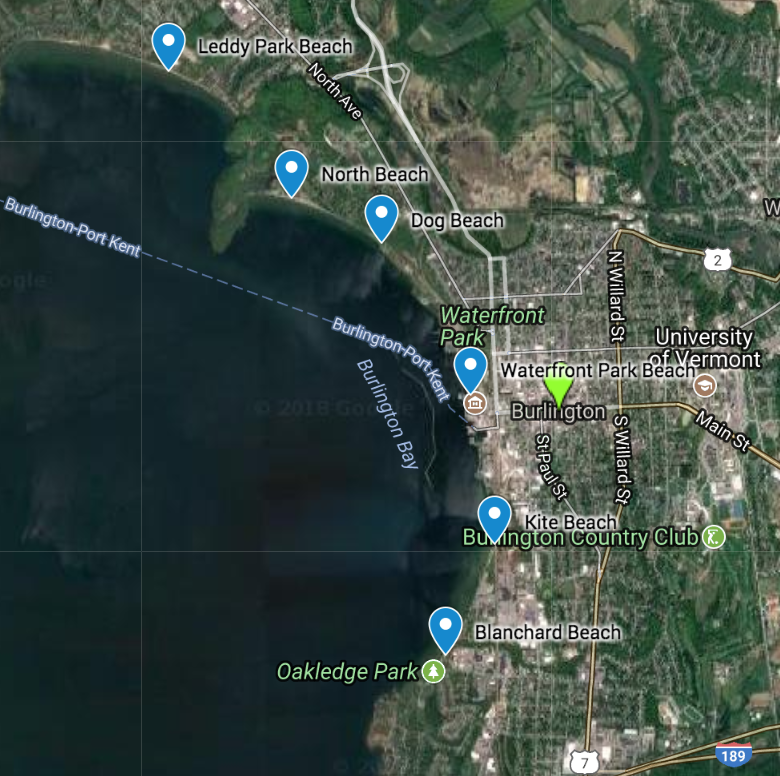 Leddy Park Beach
North Ave
North Beach
Burlington-Port Kent
Dog Beach
W
2
N Willard St
Waterfront
Park
Burlington-Port Kent
University
of Vermont
Waterfront Park Beach
Burlington Bay
© 2018 Google
Burlington
Main St
St Paul St
S Willard St
Kite Beach
Burlington Country Club
Blanchard Beach
Oakledge Park
7
189